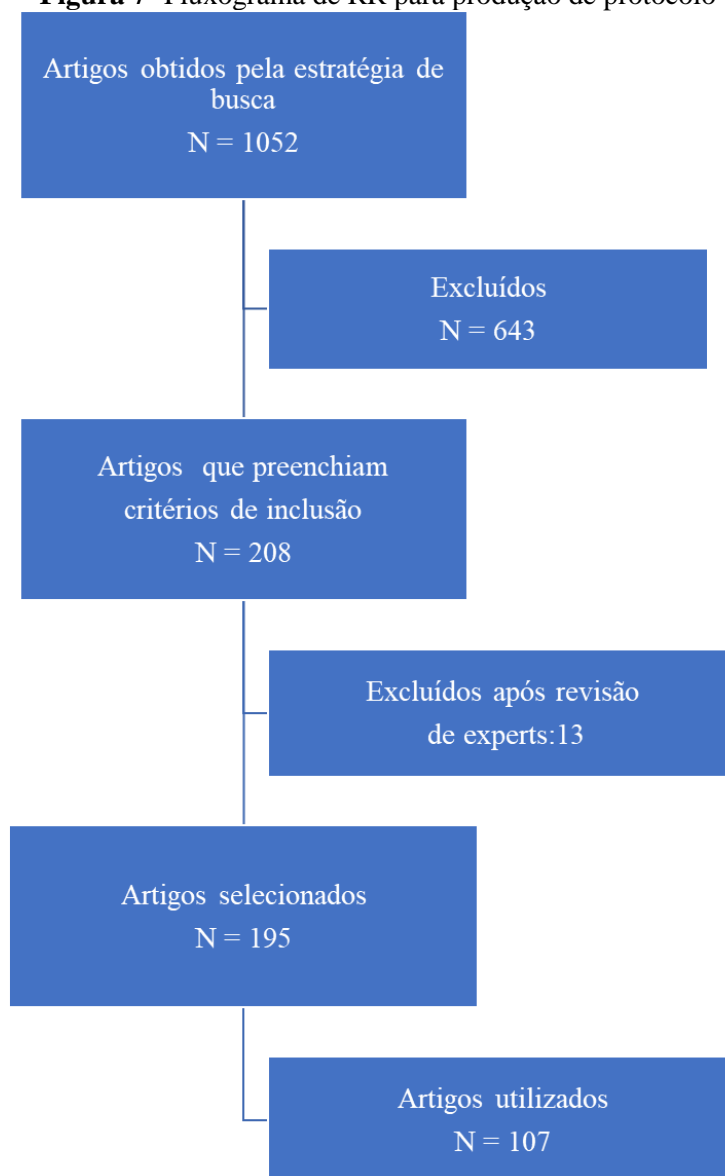 Figura 7- Fluxograma de RR para produção de protocolo
Artigos obtidos pela estratégia de
busca
N = 1052
Excluídos
N = 643
Artigos que preenchiam
critérios de inclusão
N = 208
Excluídos após revisão
de experts:13
Artigos selecionados
N = 195
Artigos utilizados
N = 107